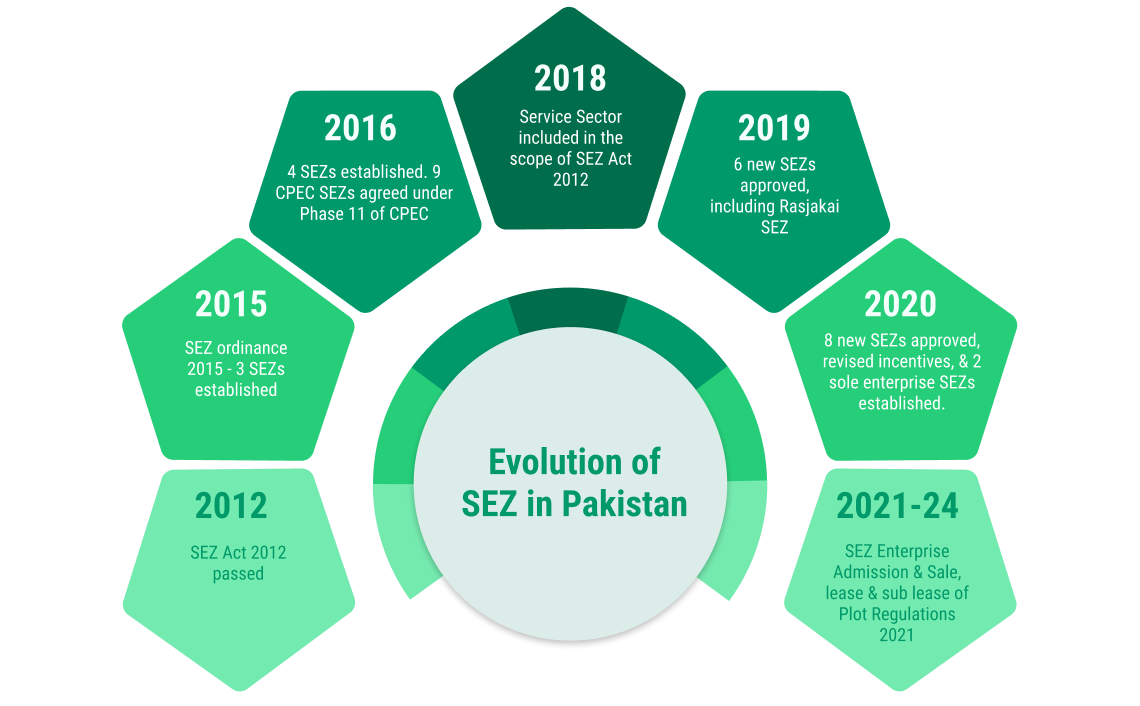 2012
SEZ Act 2012
passed
2015
SEZ ordinance
2015 - 3 SEZs
established
2016
4 SEZs established. 9
CPEC SEZs agreed under
Phase 11 of CPEC
2018
Service Sector
included in the
scope of SEZ Act
2012
2019
6 new SEZs
approved,
including Rasjakai
SEZ
2020
8 new SEZs approved,
revised incentives, & 2
sole enterprise SEZs
established.
2021-24
SEZ Enterprise
Admission & Sale,
lease & sub lease of
Plot Regulations
2021
Evolution of
SEZ in Pakistan